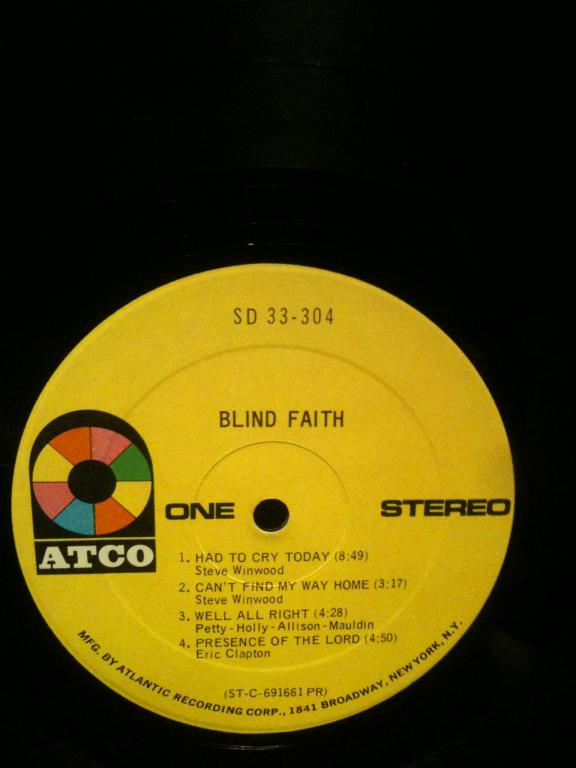 SD 33-304
BLIND FAITH
ONE
STEREO
ATCO
1. HAD TO CRY TODAY (8:49)
Steve Winwood
2. CAN'T FIND MY WAY HOME (3:17)
Steve Winwood
3. WELL ALL RIGHT (4:28)
Petty-Holly-Allison-Mauldin
4. PRESENCE OF THE LORD (4:50)
Eric Clapton
(ST-C-691661 PR)
MFG. BY ATLANTIC RECORDING CORP., 1841 BROADWAY, NEW YORK, N.Y.